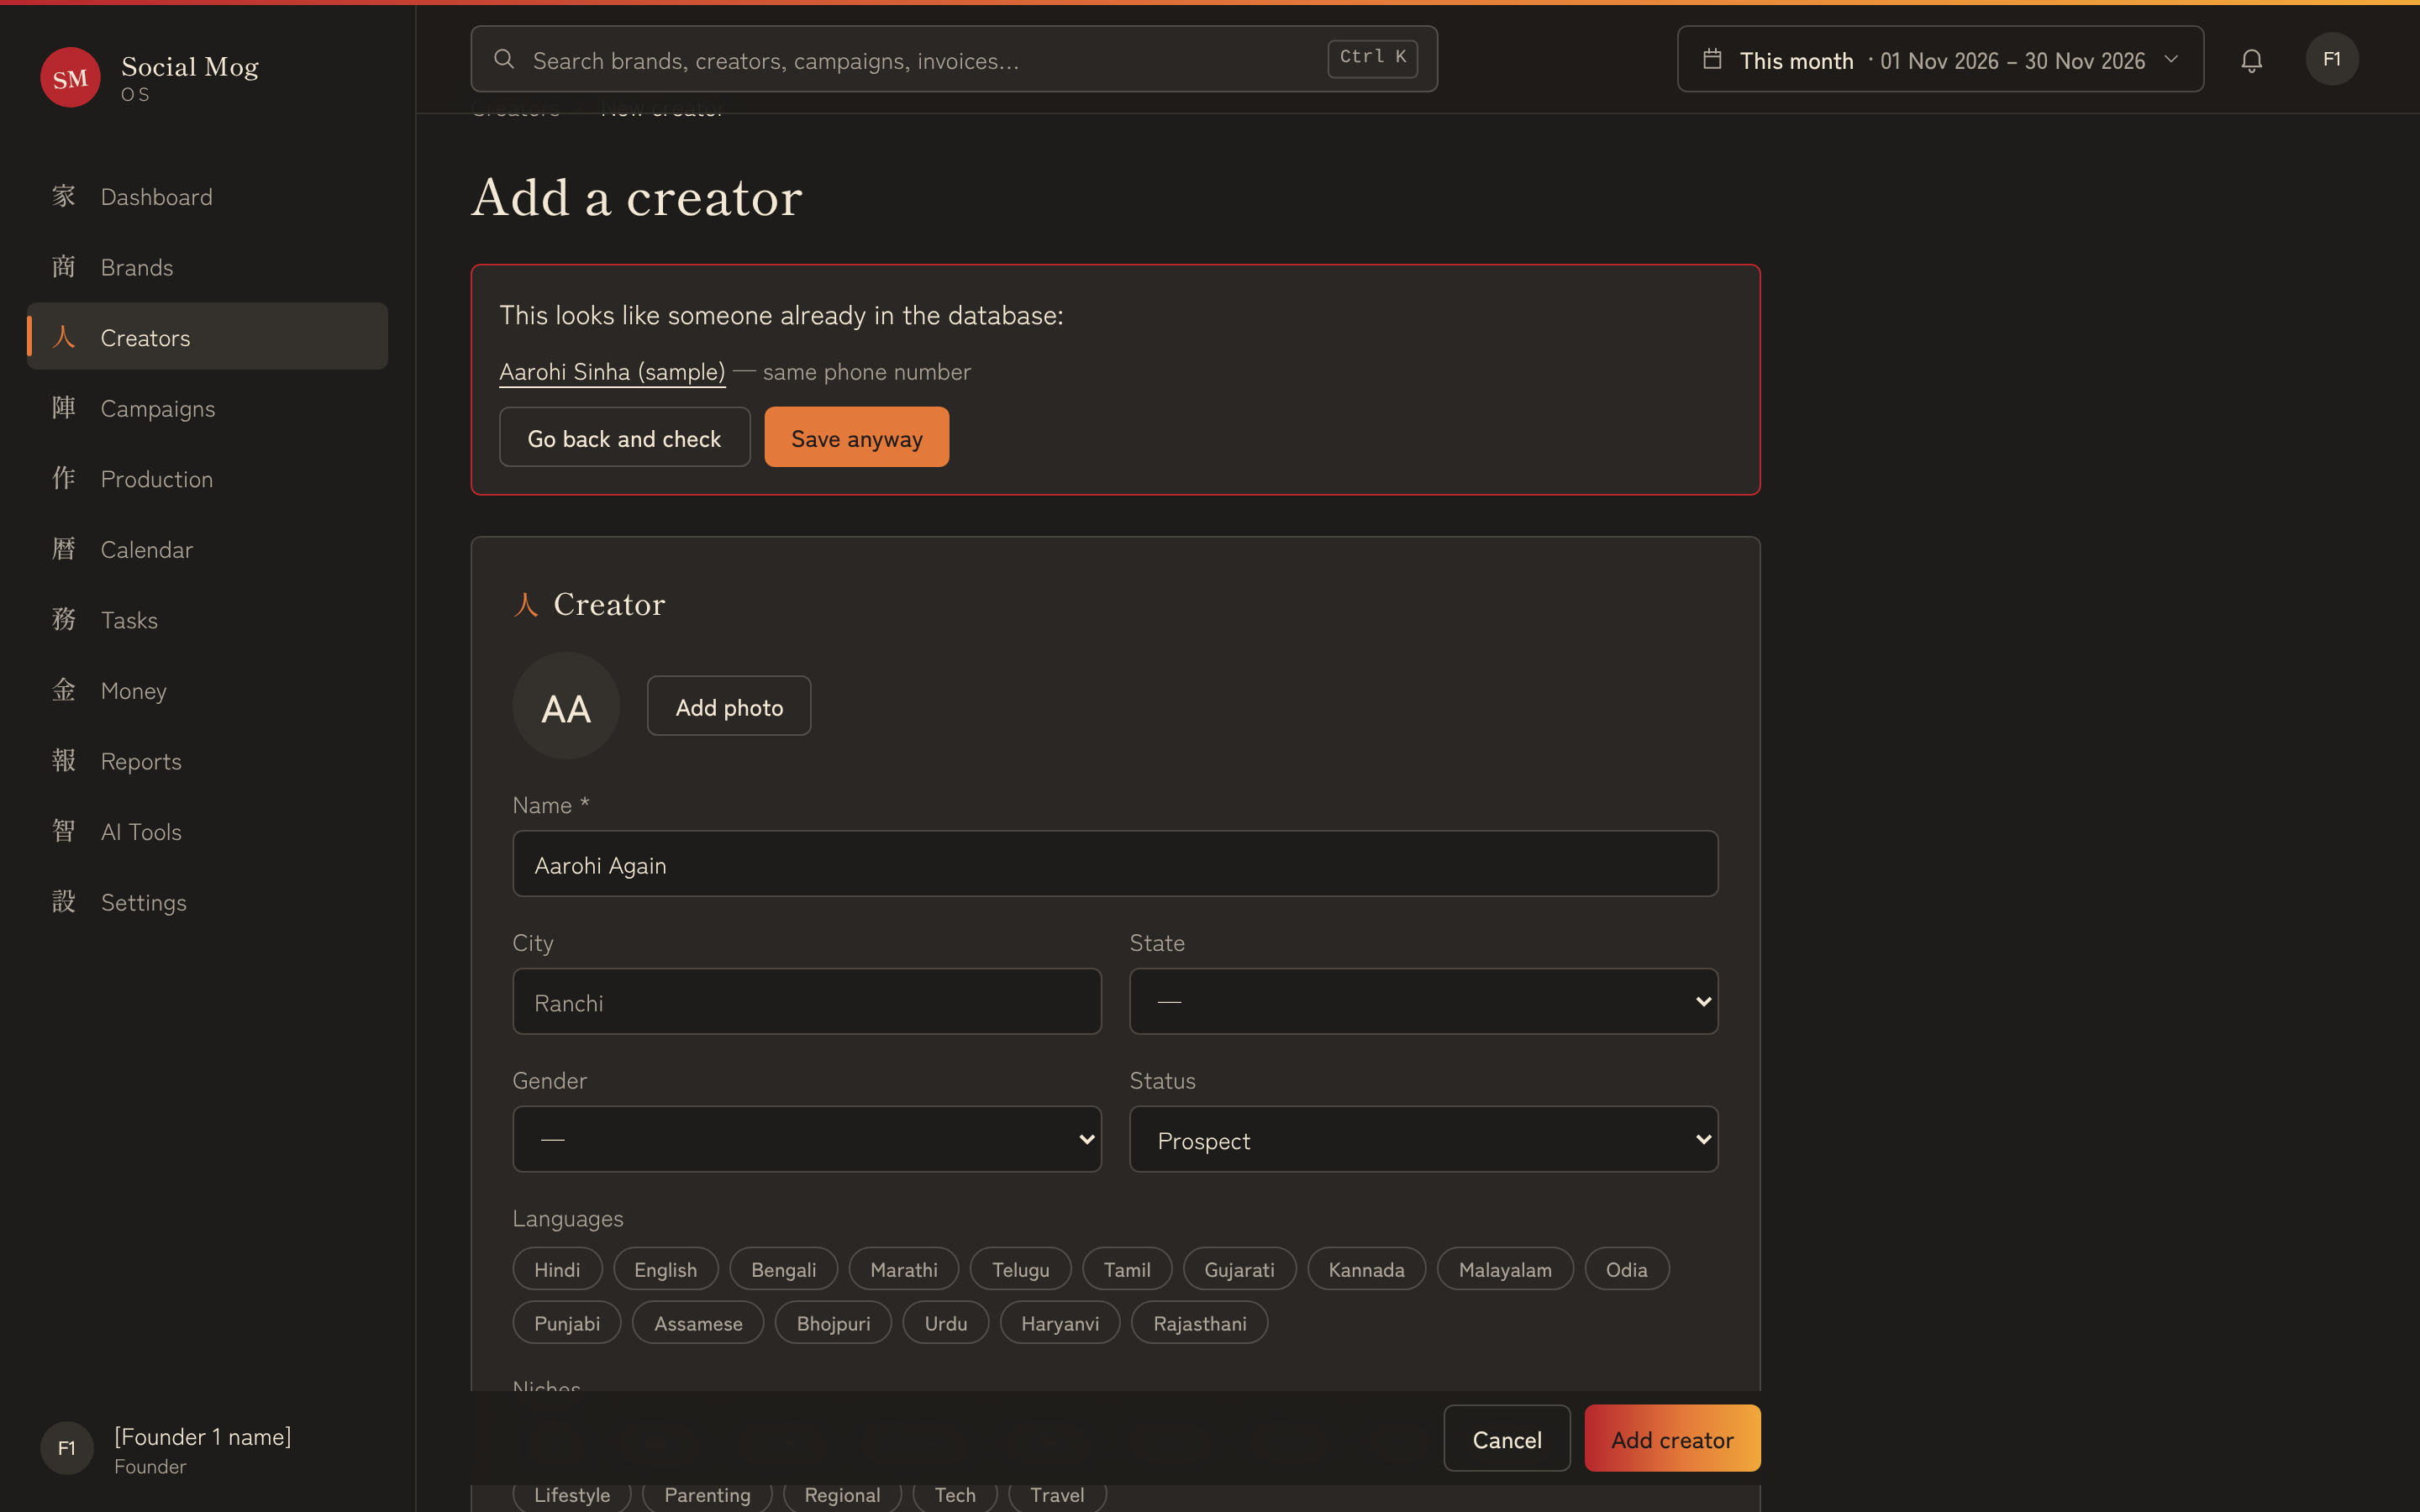 SM
Social Mog
OS
Search brands, creators, campaigns, invoices...
Ctrl K
This month · 01 Nov 2026 – 30 Nov 2026
F1
Creators / New creator
家 Dashboard
商 Brands
人 Creators
陣 Campaigns
作 Production
暦 Calendar
務 Tasks
金 Money
報 Reports
智 AI Tools
設 Settings
F1
[Founder 1 name]
Founder
Add a creator
This looks like someone already in the database:
Aarohi Sinha (sample) — same phone number
Go back and check
Save anyway
人 Creator
AA
Add photo
Name *
Aarohi Again
City
State
Ranchi
—
Gender
Status
—
Prospect
Languages
Hindi English Bengali Marathi Telugu Tamil Gujarati Kannada Malayalam Odia
Punjabi Assamese Bhojpuri Urdu Haryanvi Rajasthani
Niches
Cancel
Add creator
Lifestyle Parenting Regional Tech Travel